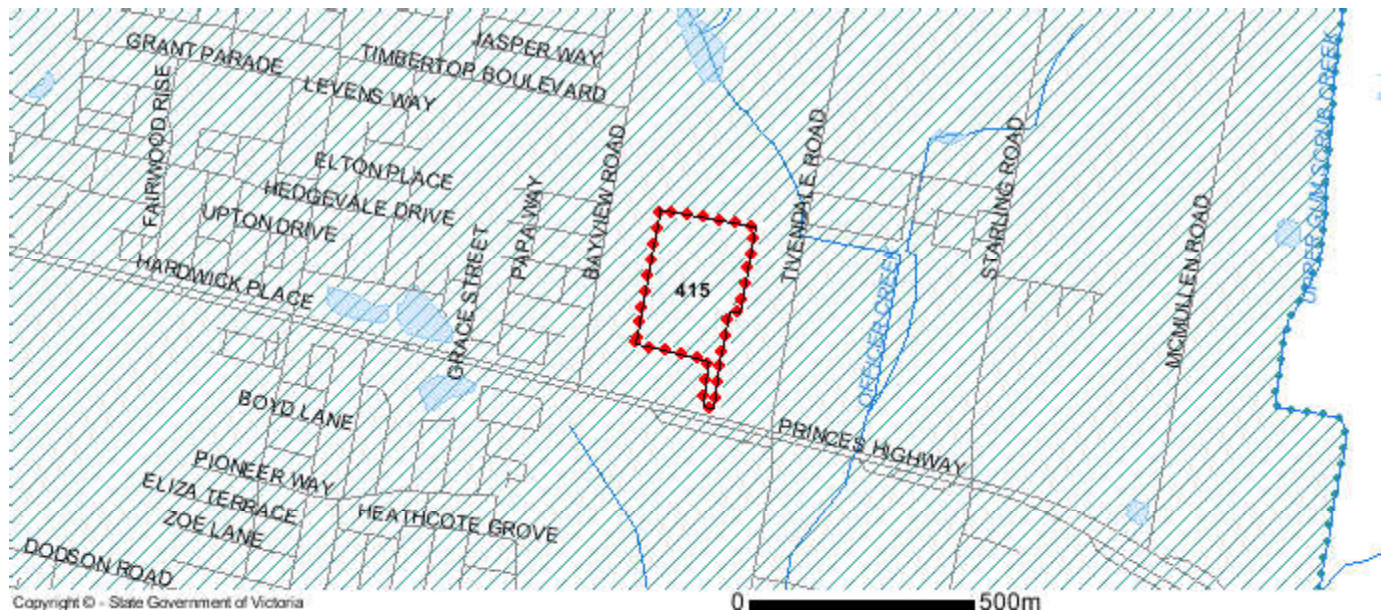 JASPER WAY
GRANT PARADE
TIMBERTOP BOULEVARD
LEVENS WAY
FAIRWOOD RISE
ELTON PLACE
HEDGEVALE DRIVE
UPTON DRIVE
PAPA WAY
BAYVIEW ROAD
TIVENDALE ROAD
STARLING ROAD
UPPER GUM SCRUB CREEK
HARDWICK PLACE
GRACE STREET
415
OFFICER CREEK
MCMULLEN ROAD
BOYD LANE
PRINCES HIGHWAY
PIONEER WAY
ELIZA TERRACE
ZOE LANE
HEATHCOTE GROVE
DODSON ROAD
Copyright © - State Government of Victoria
0 500m